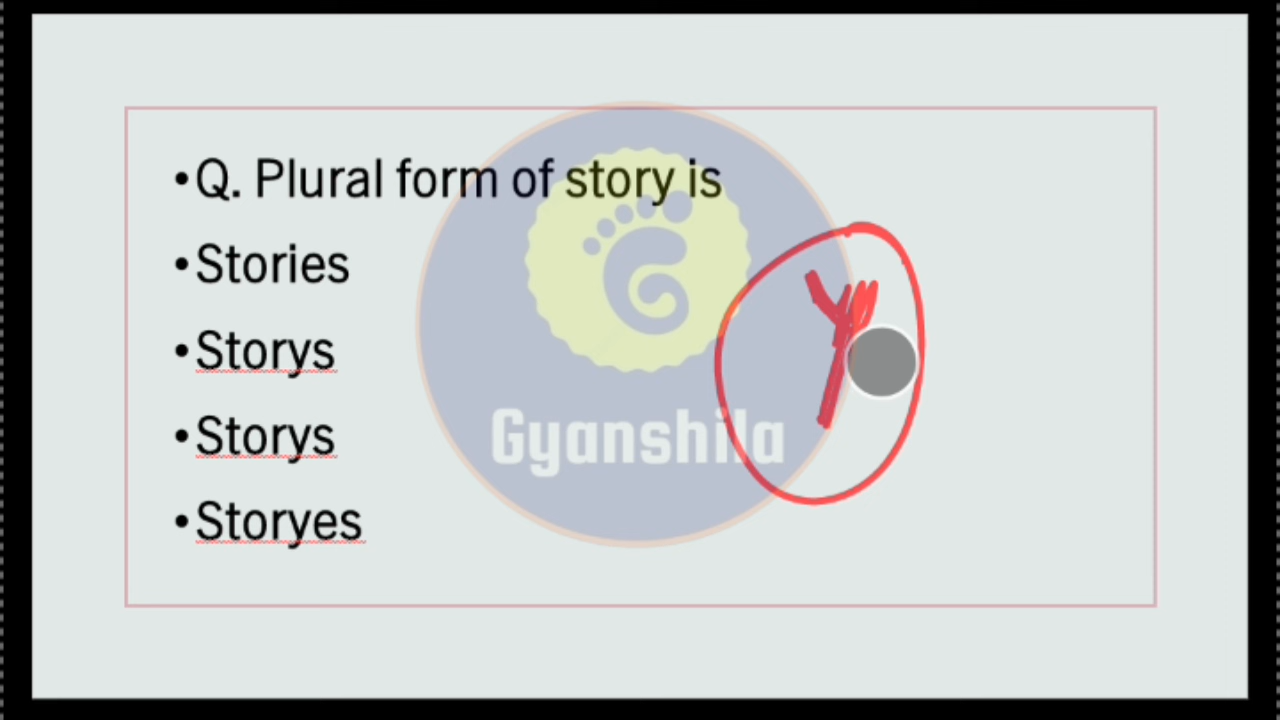 •Q. Plural form of story is
•Stories
•Storys
•Storys
•Storyes
Gyanshila
Y